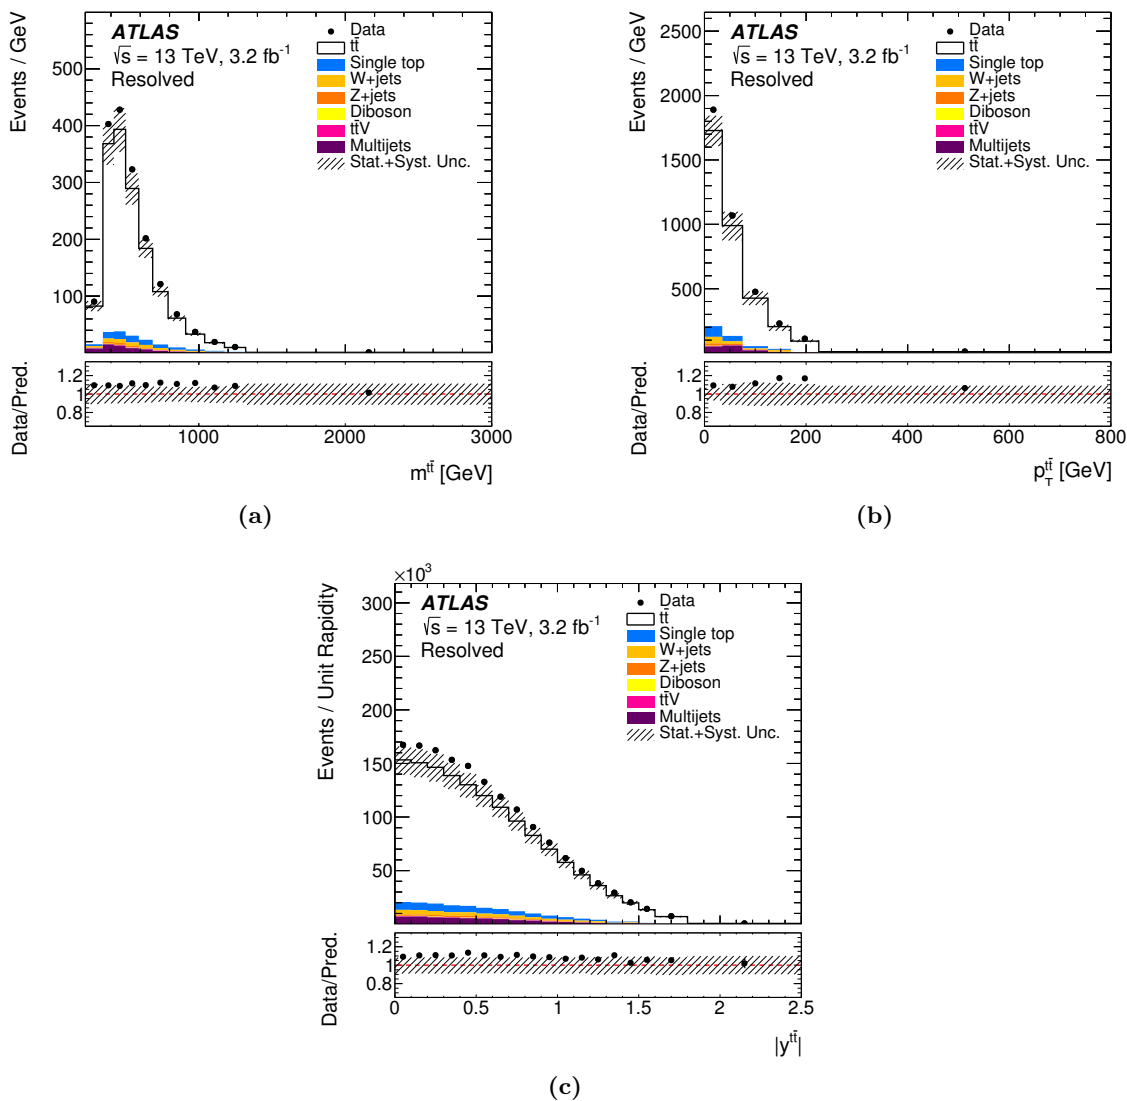 Events / GeV
500
400
300
200
100
ATLAS
√s = 13 TeV, 3.2 fb⁻¹
Resolved
Data
tt̄
Single top
W+jets
Z+jets
Diboson
tt̄V
Multijets
Stat.+Syst. Unc.
Data/Pred.
1.2
1
0.8
1000
2000
3000
m^{tt̄} [GeV]
(a)
Events / GeV
2500
2000
1500
1000
500
ATLAS
√s = 13 TeV, 3.2 fb⁻¹
Resolved
Data
tt̄
Single top
W+jets
Z+jets
Diboson
tt̄V
Multijets
Stat.+Syst. Unc.
Data/Pred.
1.2
1
0.8
0
200
400
600
800
p_T^{tt̄} [GeV]
(b)
×10³
Events / Unit Rapidity
300
250
200
150
100
50
ATLAS
√s = 13 TeV, 3.2 fb⁻¹
Resolved
Data
tt̄
Single top
W+jets
Z+jets
Diboson
tt̄V
Multijets
Stat.+Syst. Unc.
Data/Pred.
1.2
1
0.8
0
0.5
1
1.5
2
2.5
|y^{tt̄}|
(c)